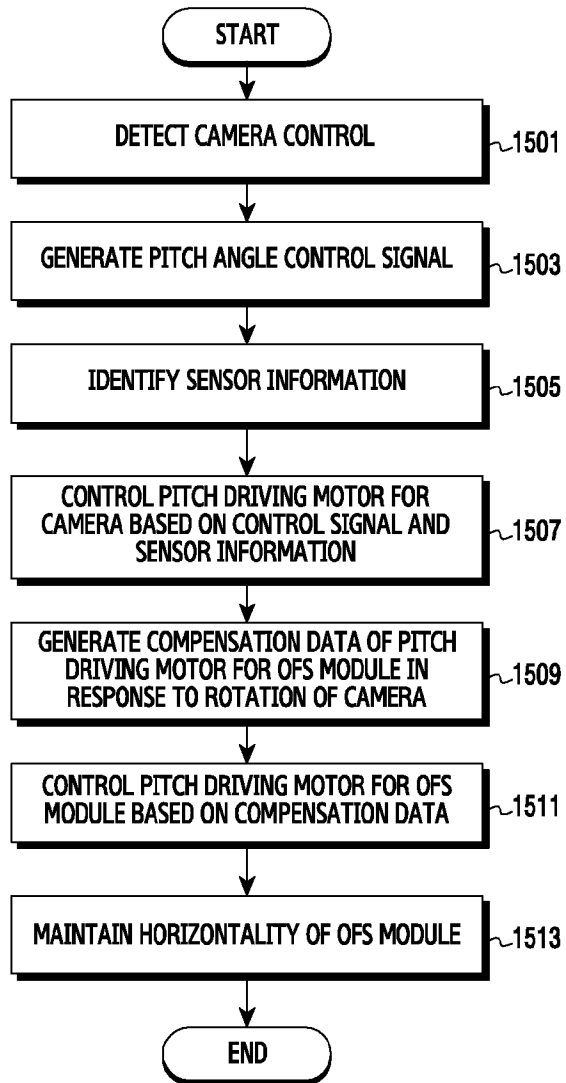 START
DETECT CAMERA CONTROL
1501
GENERATE PITCH ANGLE CONTROL SIGNAL
1503
IDENTIFY SENSOR INFORMATION
1505
CONTROL PITCH DRIVING MOTOR FOR
CAMERA BASED ON CONTROL SIGNAL AND
SENSOR INFORMATION
1507
GENERATE COMPENSATION DATA OF PITCH
DRIVING MOTOR FOR OFS MODULE IN
RESPONSE TO ROTATION OF CAMERA
1509
CONTROL PITCH DRIVING MOTOR FOR OFS
MODULE BASED ON COMPENSATION DATA
1511
MAINTAIN HORIZONTALITY OF OFS MODULE
1513
END